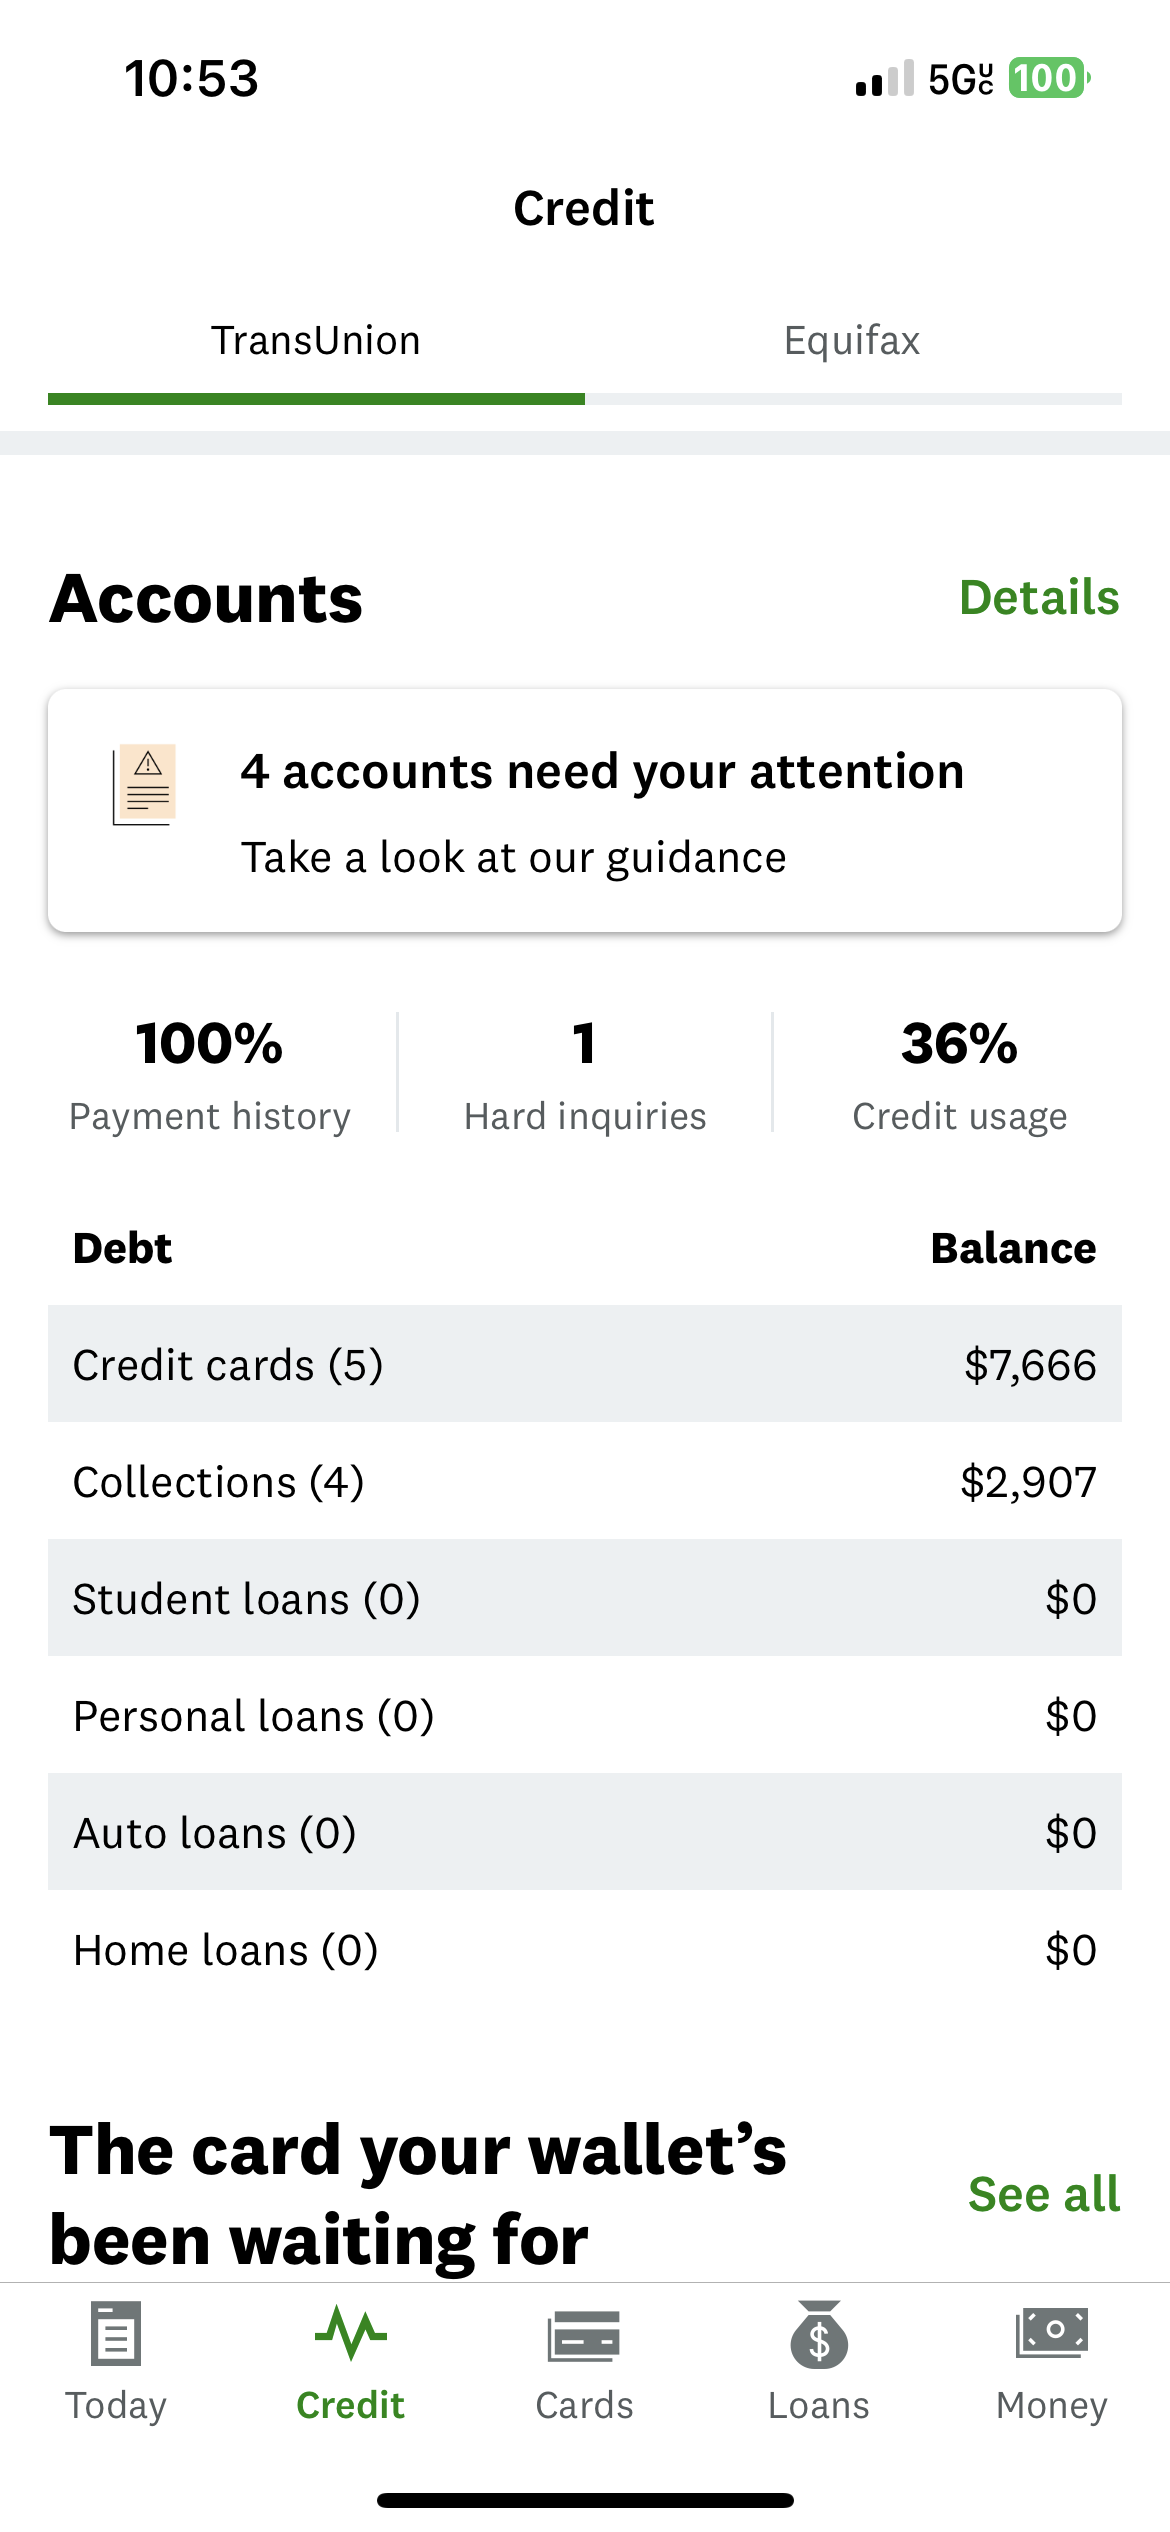 10:53
5G UC 100
Credit
TransUnion
Equifax
Accounts
Details
4 accounts need your attention
Take a look at our guidance
100%
Payment history
1
Hard inquiries
36%
Credit usage
Debt Balance
Credit cards (5) $7,666
Collections (4) $2,907
Student loans (0) $0
Personal loans (0) $0
Auto loans (0) $0
Home loans (0) $0
The card your wallet’s
been waiting for
See all
$
Today
Credit
Cards
Loans
Money